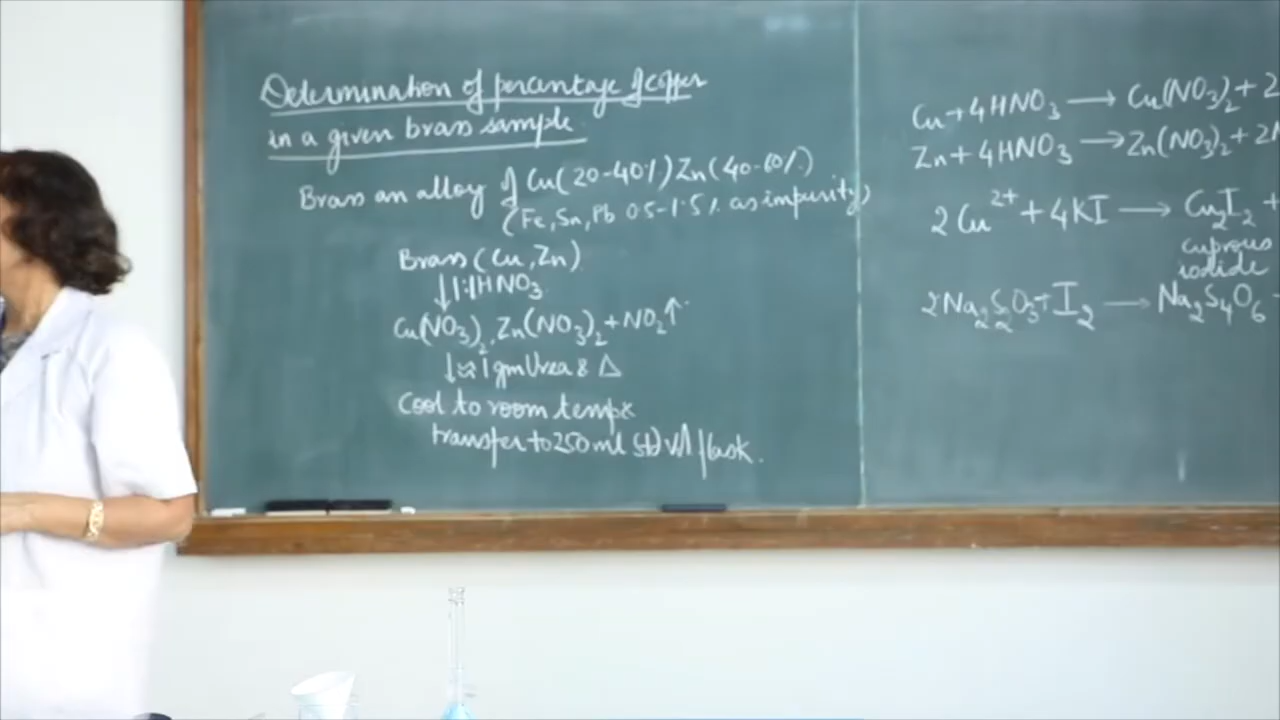 Determination of percentage of copper
in a given brass sample
Brass an alloy of Cu(20-40%) Zn(40-60%)
(Fe, Sn, Pb 0.5-1.5% as impurity)
Brass (Cu, Zn)
↓ 1:1 HNO₃
Cu(NO₃)₂, Zn(NO₃)₂ + NO₂↑
↓ ≈ 1gm Urea & Δ
Cool to room temp &
transfer to 250ml std vol flask.
Cu + 4HNO₃ → Cu(NO₃)₂ + 2
Zn + 4HNO₃ → Zn(NO₃)₂ + 2
2Cu²⁺ + 4KI → Cu₂I₂ +
cuprous
iodide
2Na₂S₂O₃ + I₂ → Na₂S₄O₆